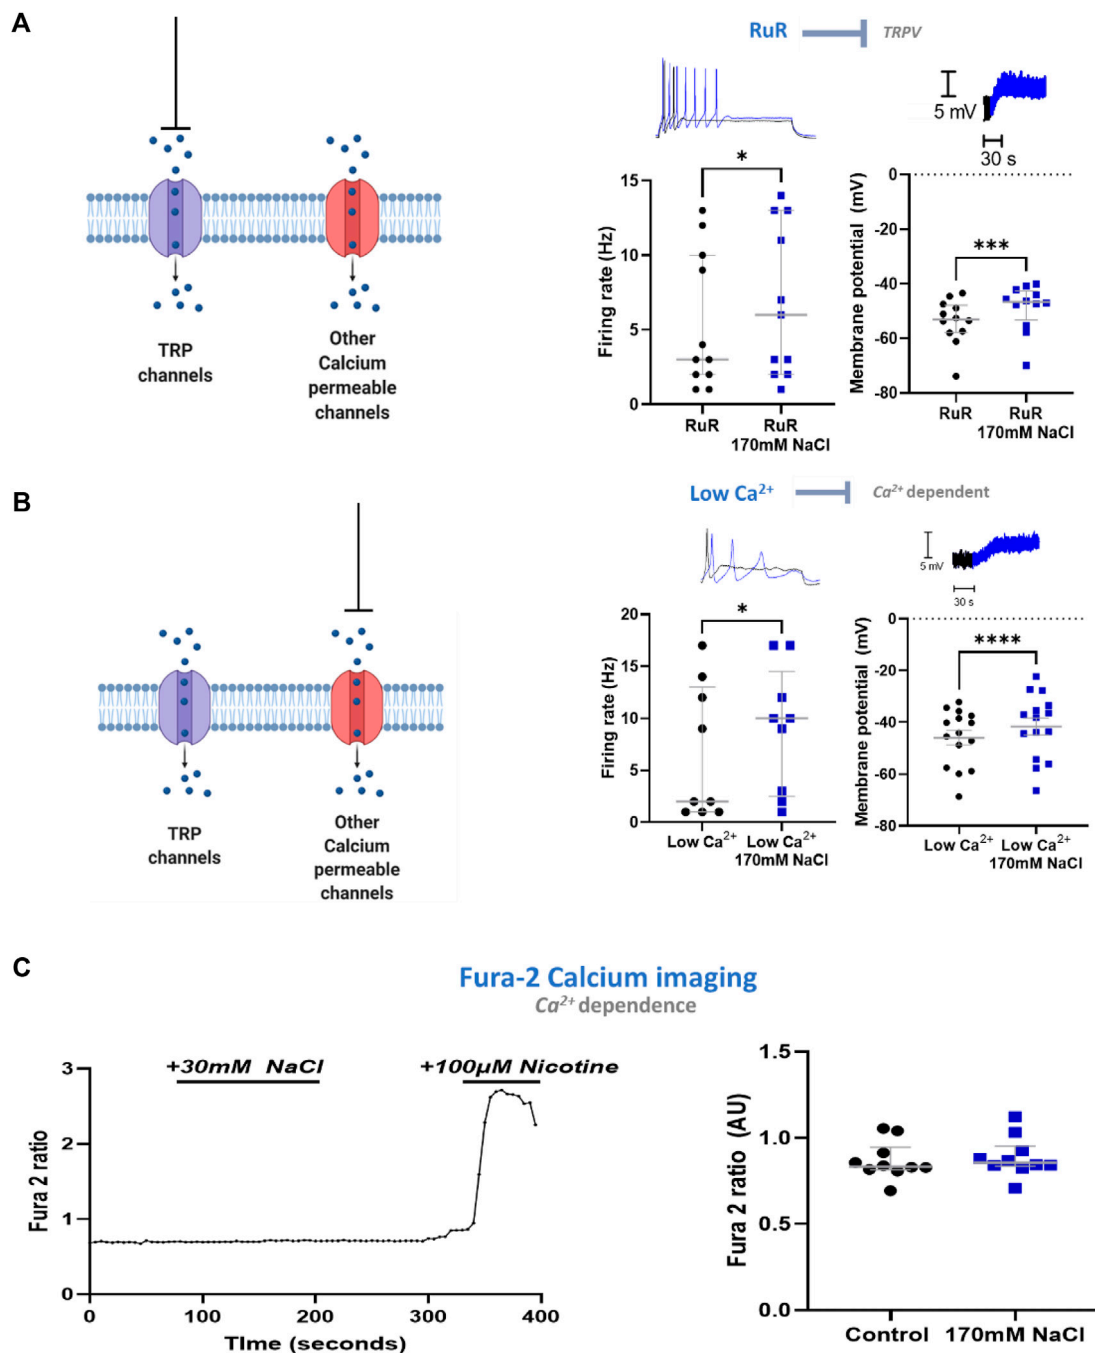 A
RuR
TRPV
5 mV
30 s
TRP
channels
Other
Calcium
permeable
channels
Firing rate (Hz)
15
10
5
0
*
RuR
RuR
170mM NaCl
Membrane potential (mV)
0
-20
-40
-60
-80
***
RuR
RuR
170mM NaCl
B
Low Ca²⁺
Ca²⁺ dependent
5 mV
30 s
TRP
channels
Other
Calcium
permeable
channels
Firing rate (Hz)
20
15
10
5
0
*
Low Ca²⁺
Low Ca²⁺
170mM NaCl
Membrane potential (mV)
0
-20
-40
-60
-80
****
Low Ca²⁺
Low Ca²⁺
170mM NaCl
C
Fura-2 Calcium imaging
Ca²⁺ dependence
Fura 2 ratio
3
2
1
0
+30mM NaCl
+100µM Nicotine
0
100
200
300
400
TIme (seconds)
Fura 2 ratio (AU)
1.5
1.0
0.5
0.0
Control
170mM NaCl